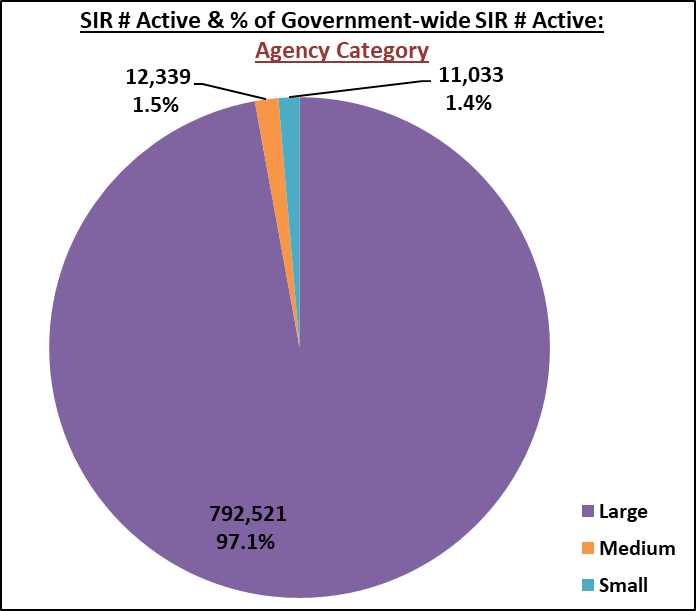 SIR # Active & % of Government-wide SIR # Active:
Agency Category
12,339
1.5%
11,033
1.4%
792,521
97.1%
Large
Medium
Small